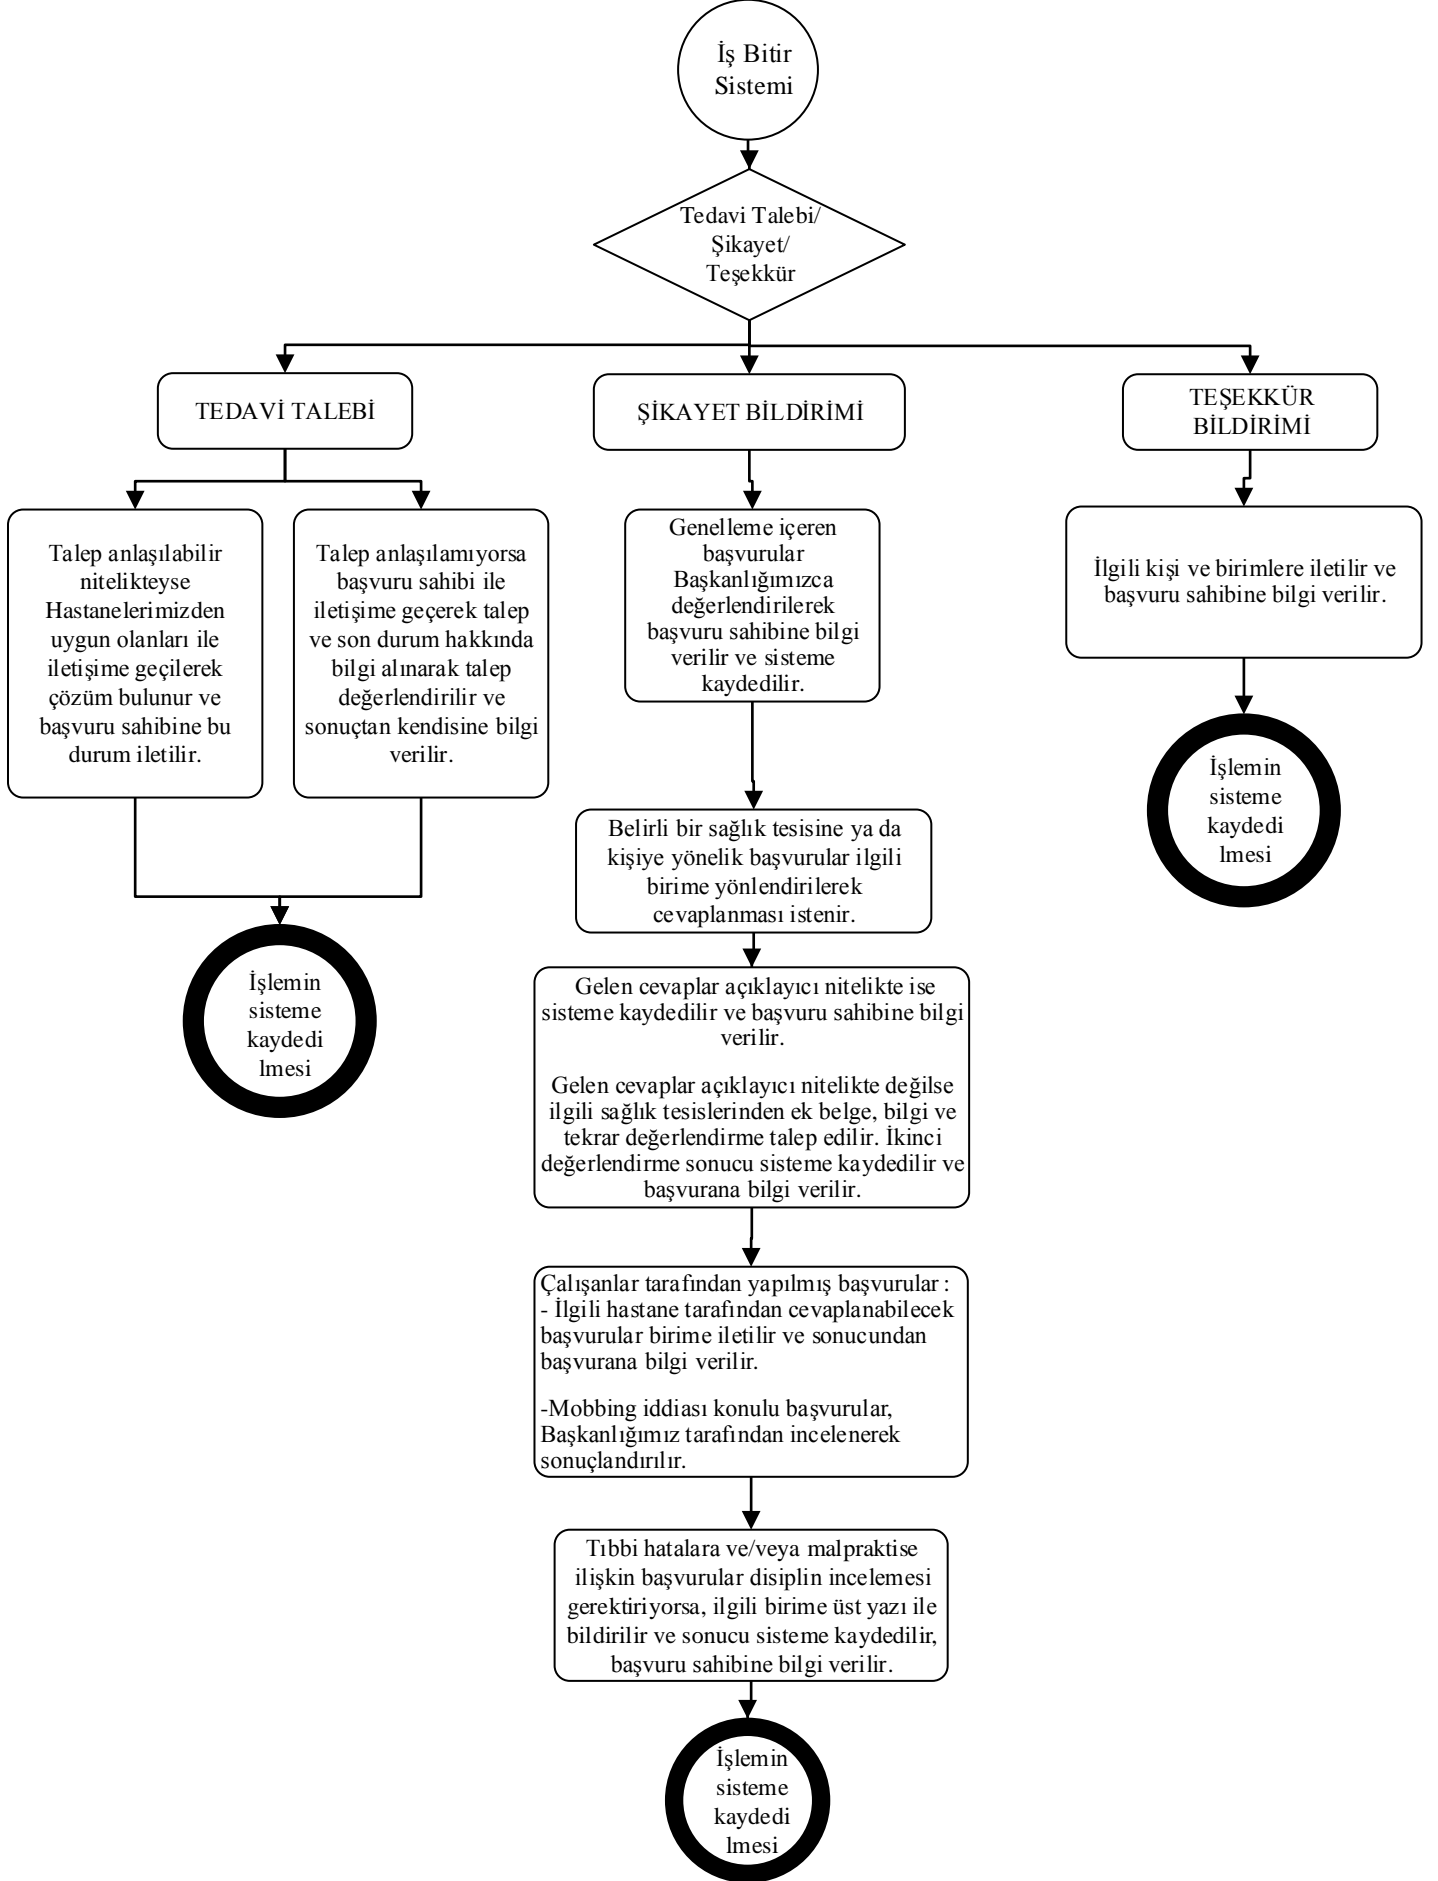 İş Bitir
Sistemi
Tedavi Talebi/
Şikayet/
Teşekkür
TEDAVİ TALEBİ
ŞİKAYET BİLDİRİMİ
TEŞEKKÜR
BİLDİRİMİ
Talep anlaşılabilir
nitelikteyse
Hastanelerimizden
uygun olanları ile
iletişime geçilerek
çözüm bulunur ve
başvuru sahibine bu
durum iletilir.
Talep anlaşılamıyorsa
başvuru sahibi ile
iletişime geçerek talep
ve son durum hakkında
bilgi alınarak talep
değerlendirilir ve
sonuçtan kendisine bilgi
verilir.
Genelleme içeren
başvurular
Başkanlığımızca
değerlendirilerek
başvuru sahibine bilgi
verilir ve sisteme
kaydedilir.
İlgili kişi ve birimlere iletilir ve
başvuru sahibine bilgi verilir.
İşlemin
sisteme
kaydedi
lmesi
Belirli bir sağlık tesisine ya da
kişiye yönelik başvurular ilgili
birime yönlendirilerek
cevaplanması istenir.
İşlemin
sisteme
kaydedi
lmesi
Gelen cevaplar açıklayıcı nitelikte ise
sisteme kaydedilir ve başvuru sahibine bilgi
verilir.
Gelen cevaplar açıklayıcı nitelikte değilse
ilgili sağlık tesislerinden ek belge, bilgi ve
tekrar değerlendirme talep edilir. İkinci
değerlendirme sonucu sisteme kaydedilir ve
başvurana bilgi verilir.
Çalışanlar tarafından yapılmış başvurular :
- İlgili hastane tarafından cevaplanabilecek
başvurular birime iletilir ve sonucundan
başvurana bilgi verilir.
-Mobbing iddiası konulu başvurular,
Başkanlığımız tarafından incelenerek
sonuçlandırılır.
Tıbbi hatalara ve/veya malpraktise
ilişkin başvurular disiplin incelemesi
gerektiriyorsa, ilgili birime üst yazı ile
bildirilir ve sonucu sisteme kaydedilir,
başvuru sahibine bilgi verilir.
İşlemin
sisteme
kaydedi
lmesi